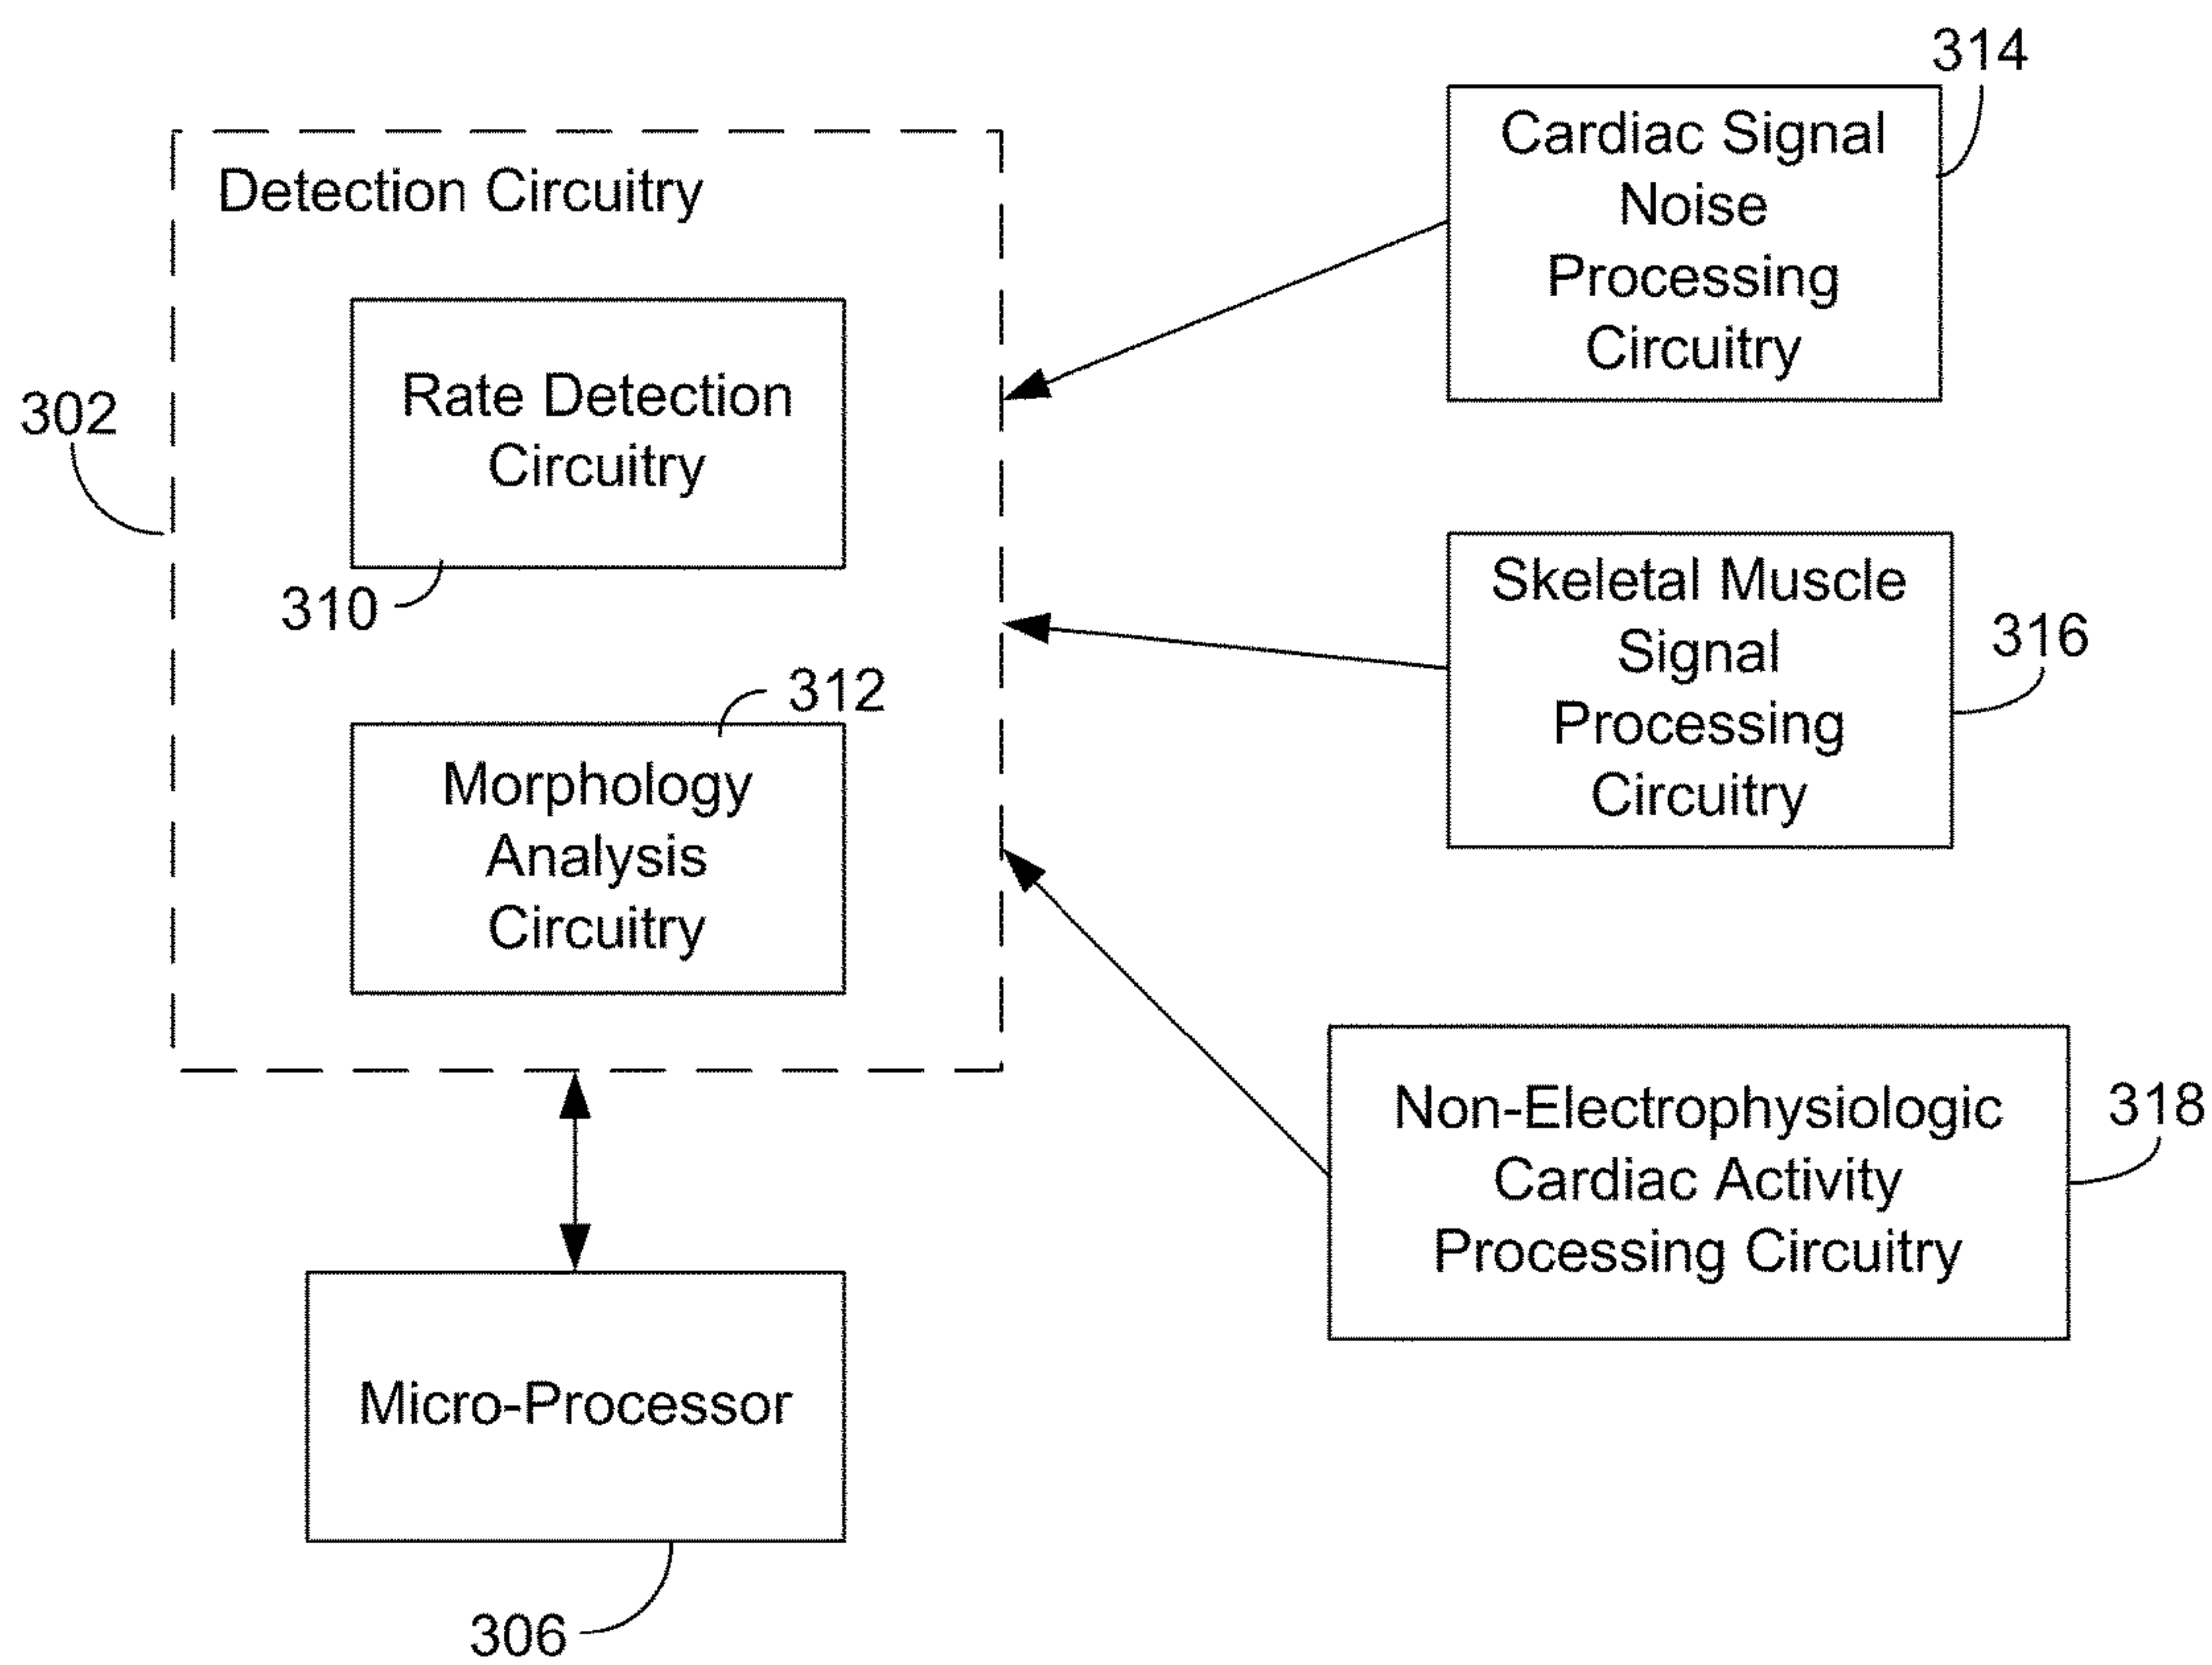 Detection Circuitry
302
Rate Detection
Circuitry
310
312
Morphology
Analysis
Circuitry
Micro-Processor
306
314
Cardiac Signal
Noise
Processing
Circuitry
Skeletal Muscle
Signal
Processing
Circuitry
316
Non-Electrophysiologic
Cardiac Activity
Processing Circuitry
318